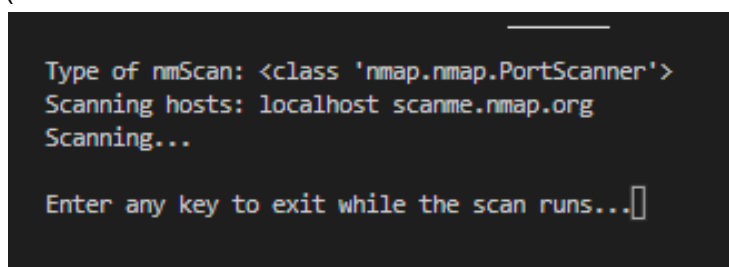 Type of nmScan: <class 'nmap.nmap.PortScanner'>
Scanning hosts: localhost scanme.nmap.org
Scanning...
Enter any key to exit while the scan runs...